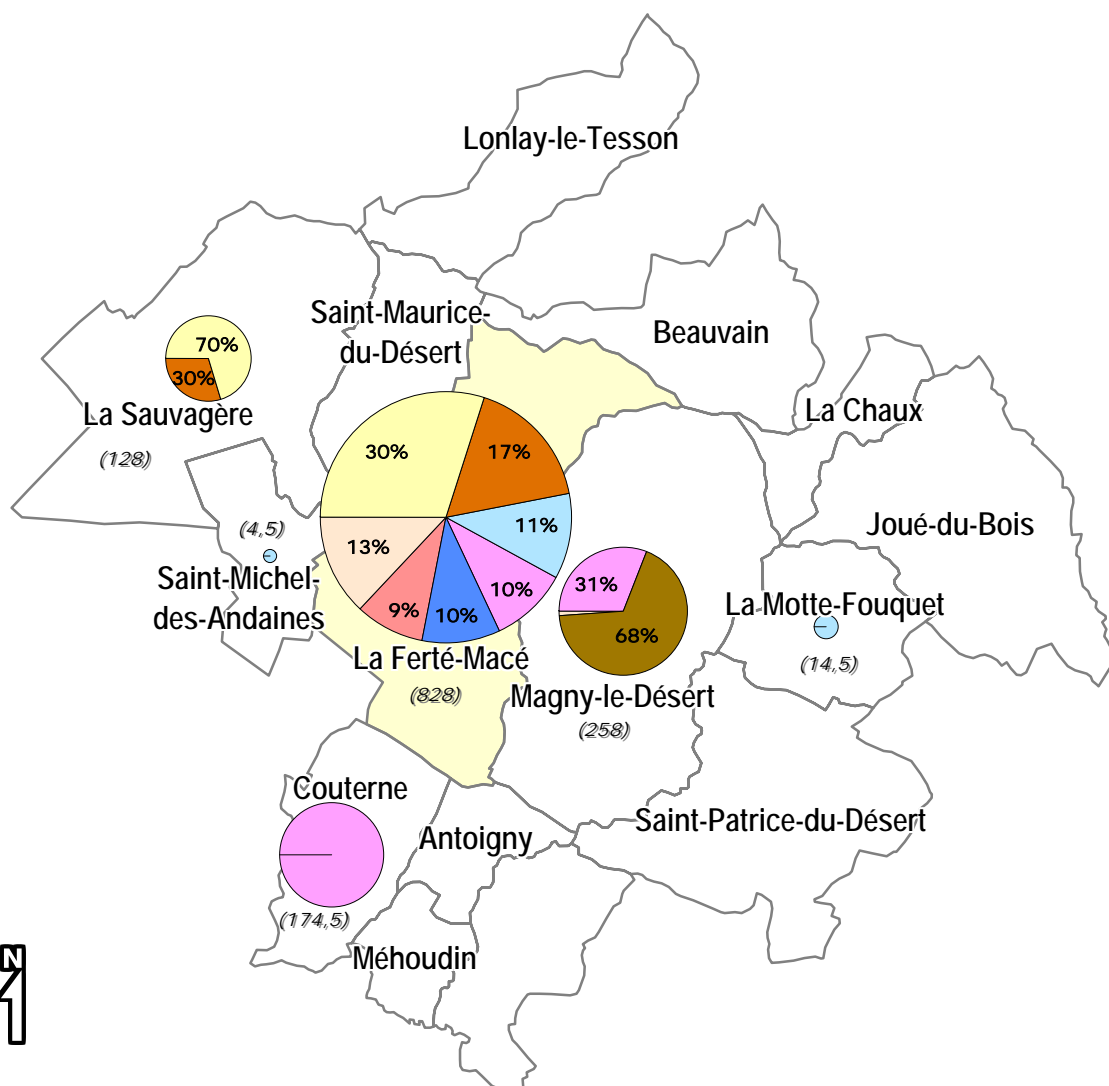 Lonlay-le-Tesson
Saint-Maurice-
du-Désert
Beauvain
70%
30%
La Sauvagère
(128)
La Chaux
30%
17%
11%
10%
10%
9%
13%
La Ferté-Macé
(828)
Joué-du-Bois
(4,5)
Saint-Michel-
des-Andaines
31%
68%
Magny-le-Désert
(258)
La Motte-Fouquet
(14,5)
Couterne
(174,5)
Antoigny
Saint-Patrice-du-Désert
Méhoudin
N